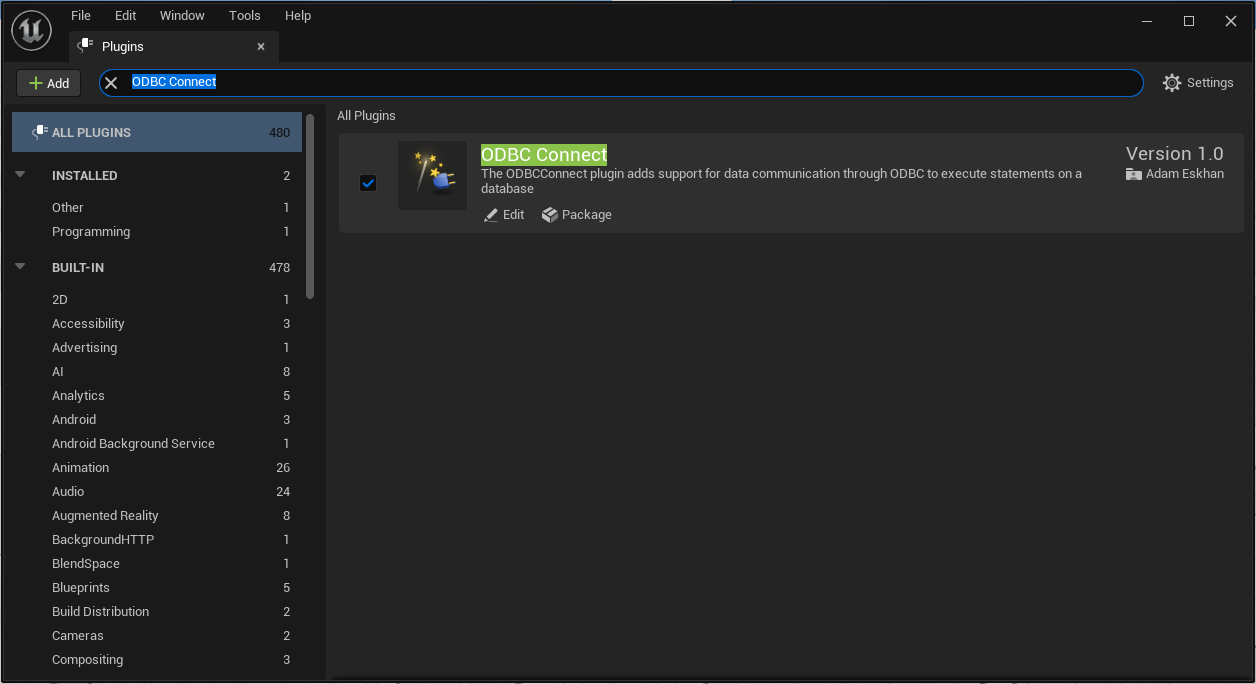 File Edit Window Tools Help
Plugins
Add
ODBC Connect
Settings
ALL PLUGINS 480
INSTALLED 2
Other 1
Programming 1
BUILT-IN 478
2D 1
Accessibility 3
Advertising 1
AI 8
Analytics 5
Android 3
Android Background Service 1
Animation 26
Audio 24
Augmented Reality 8
BackgroundHTTP 1
BlendSpace 1
Blueprints 5
Build Distribution 2
Cameras 2
Compositing 3
All Plugins
ODBC Connect
The ODBCConnect plugin adds support for data communication through ODBC to execute statements on a
database
Edit Package
Version 1.0
Adam Eskhan